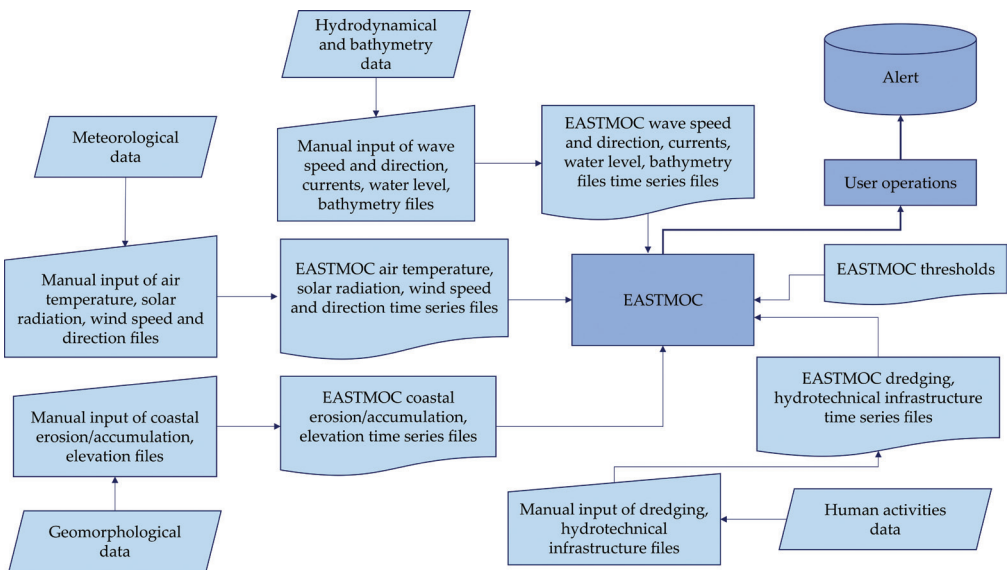 Hydrodynamical
and bathymetry
data
Alert
Meteorological
data
Manual input of wave
speed and direction,
currents, water level,
bathymetry files
EASTMOC wave speed
and direction, currents,
water level, bathymetry
files time series files
User operations
Manual input of air
temperature, solar
radiation, wind speed and
direction files
EASTMOC air temperature,
solar radiation, wind speed
and direction time series files
EASTMOC
EASTMOC thresholds
Manual input of coastal
erosion/accumulation,
elevation files
EASTMOC coastal
erosion/accumulation,
elevation time series files
EASTMOC dredging,
hydrotechnical infrastructure
time series files
Geomorphological
data
Manual input of dredging,
hydrotechnical
infrastructure files
Human activities
data